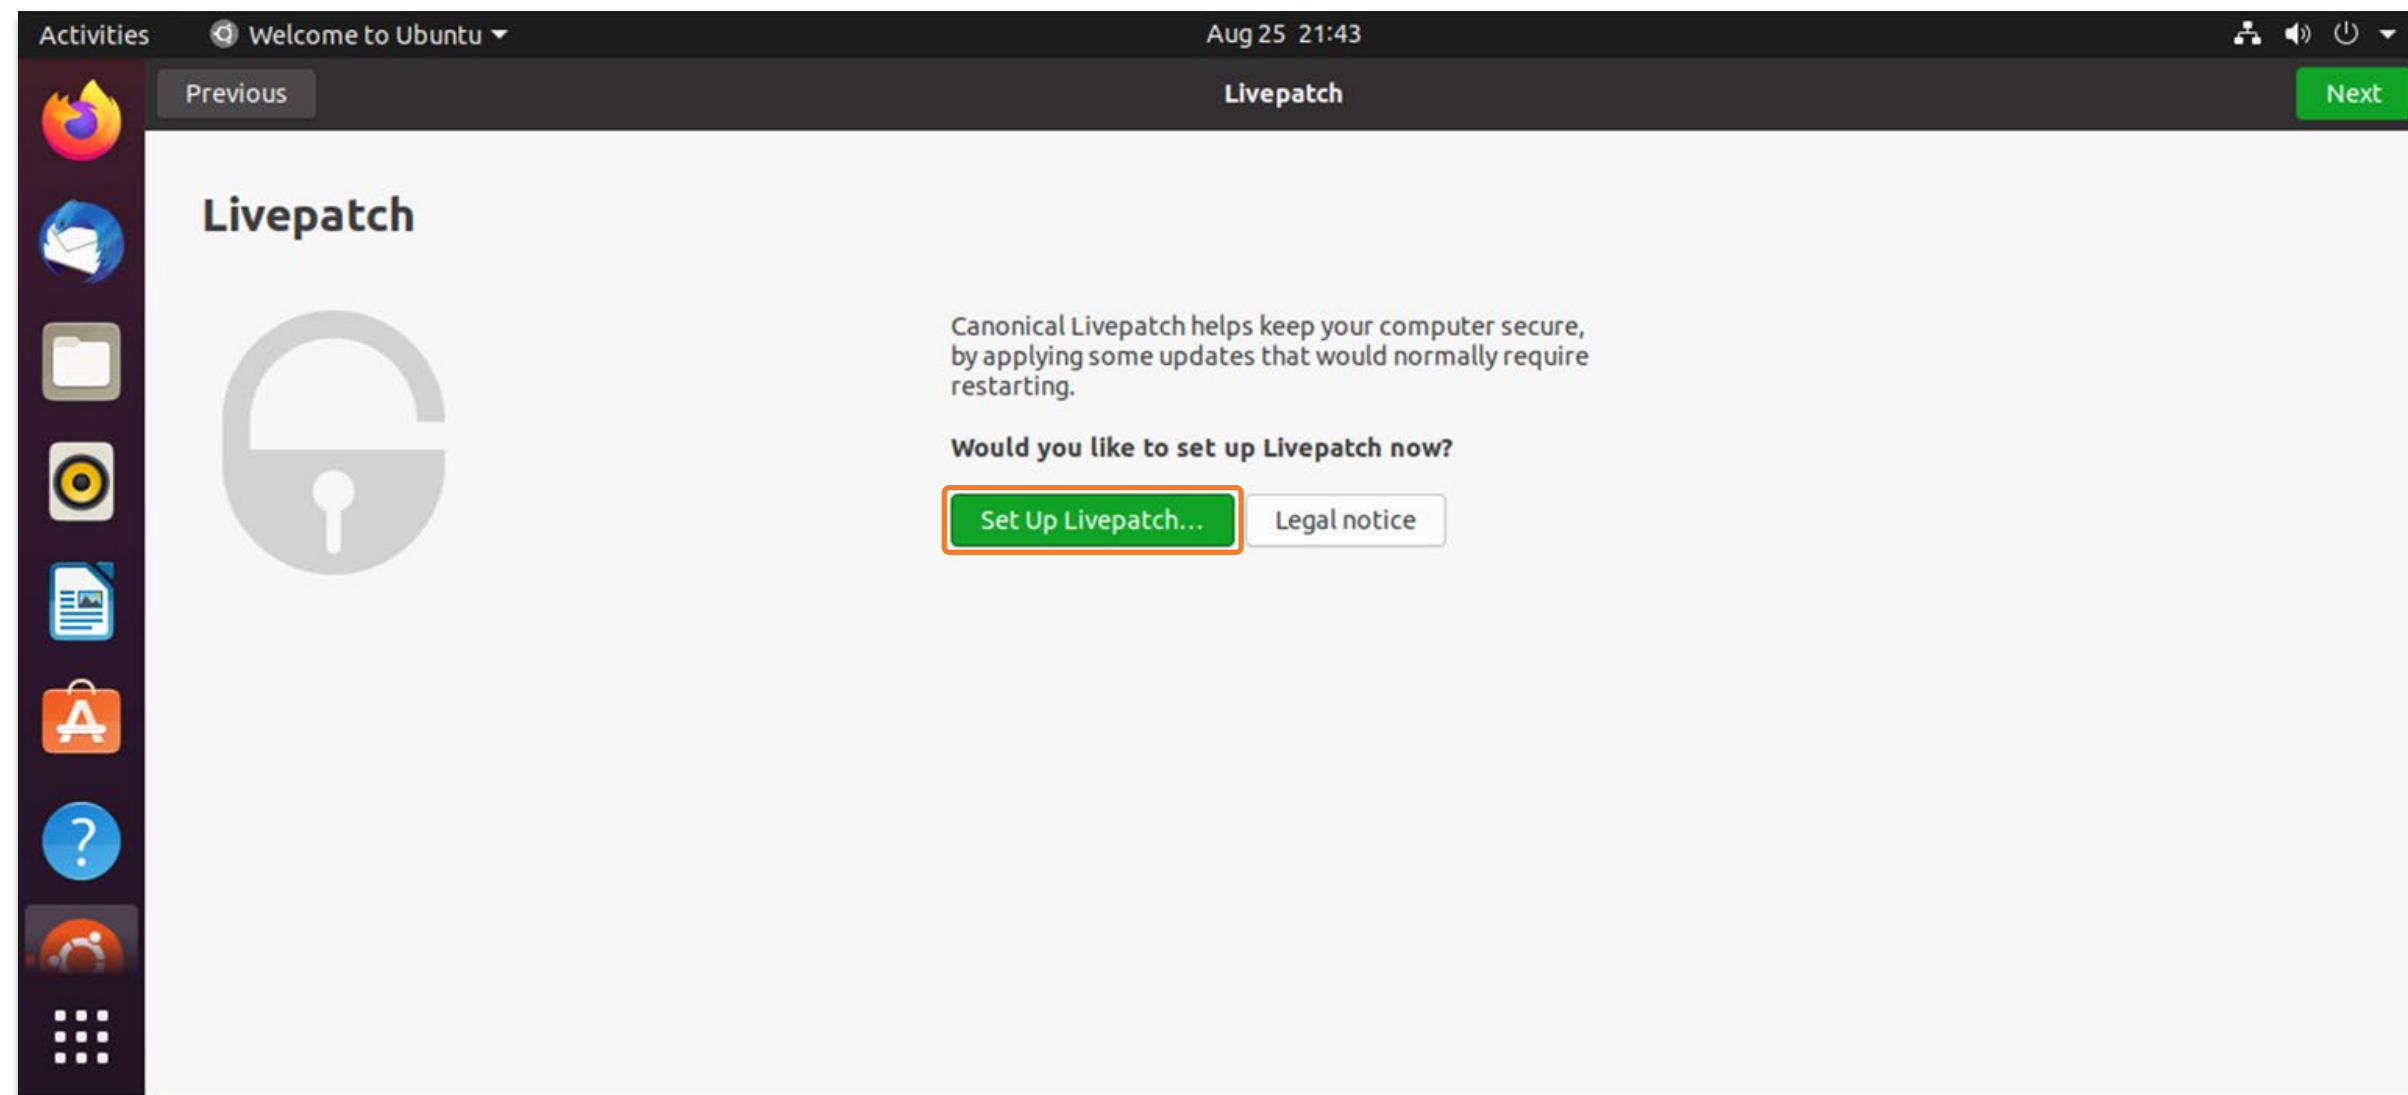 Activities Welcome to Ubuntu Aug 25 21:43
Previous Livepatch Next
Livepatch
Canonical Livepatch helps keep your computer secure,
by applying some updates that would normally require
restarting.
Would you like to set up Livepatch now?
Set Up Livepatch... Legal notice